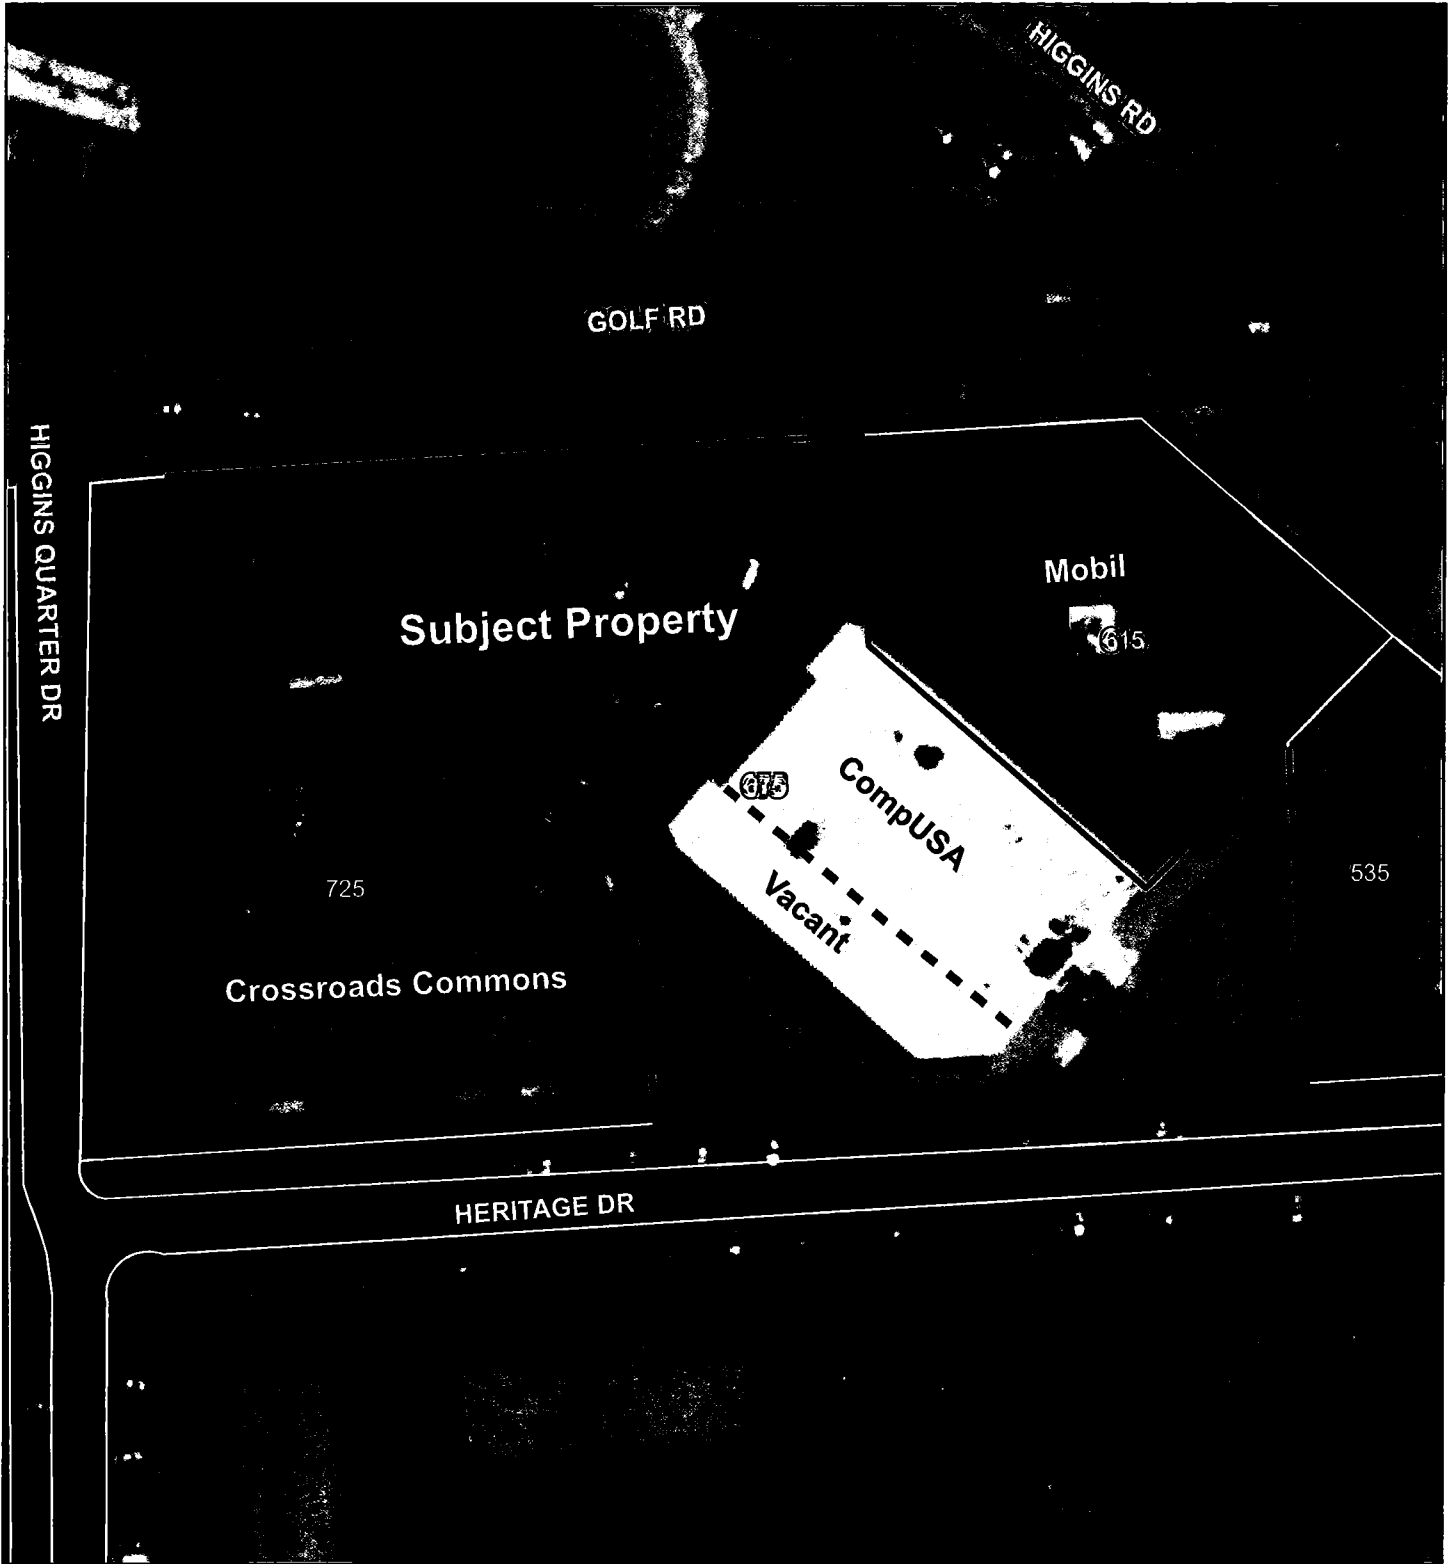 HIGGINS RD
GOLF RD
HIGGINS QUARTER DR
Mobil
Subject Property
615
675
CompUSA
535
725
Vacant
Crossroads Commons
HERITAGE DR